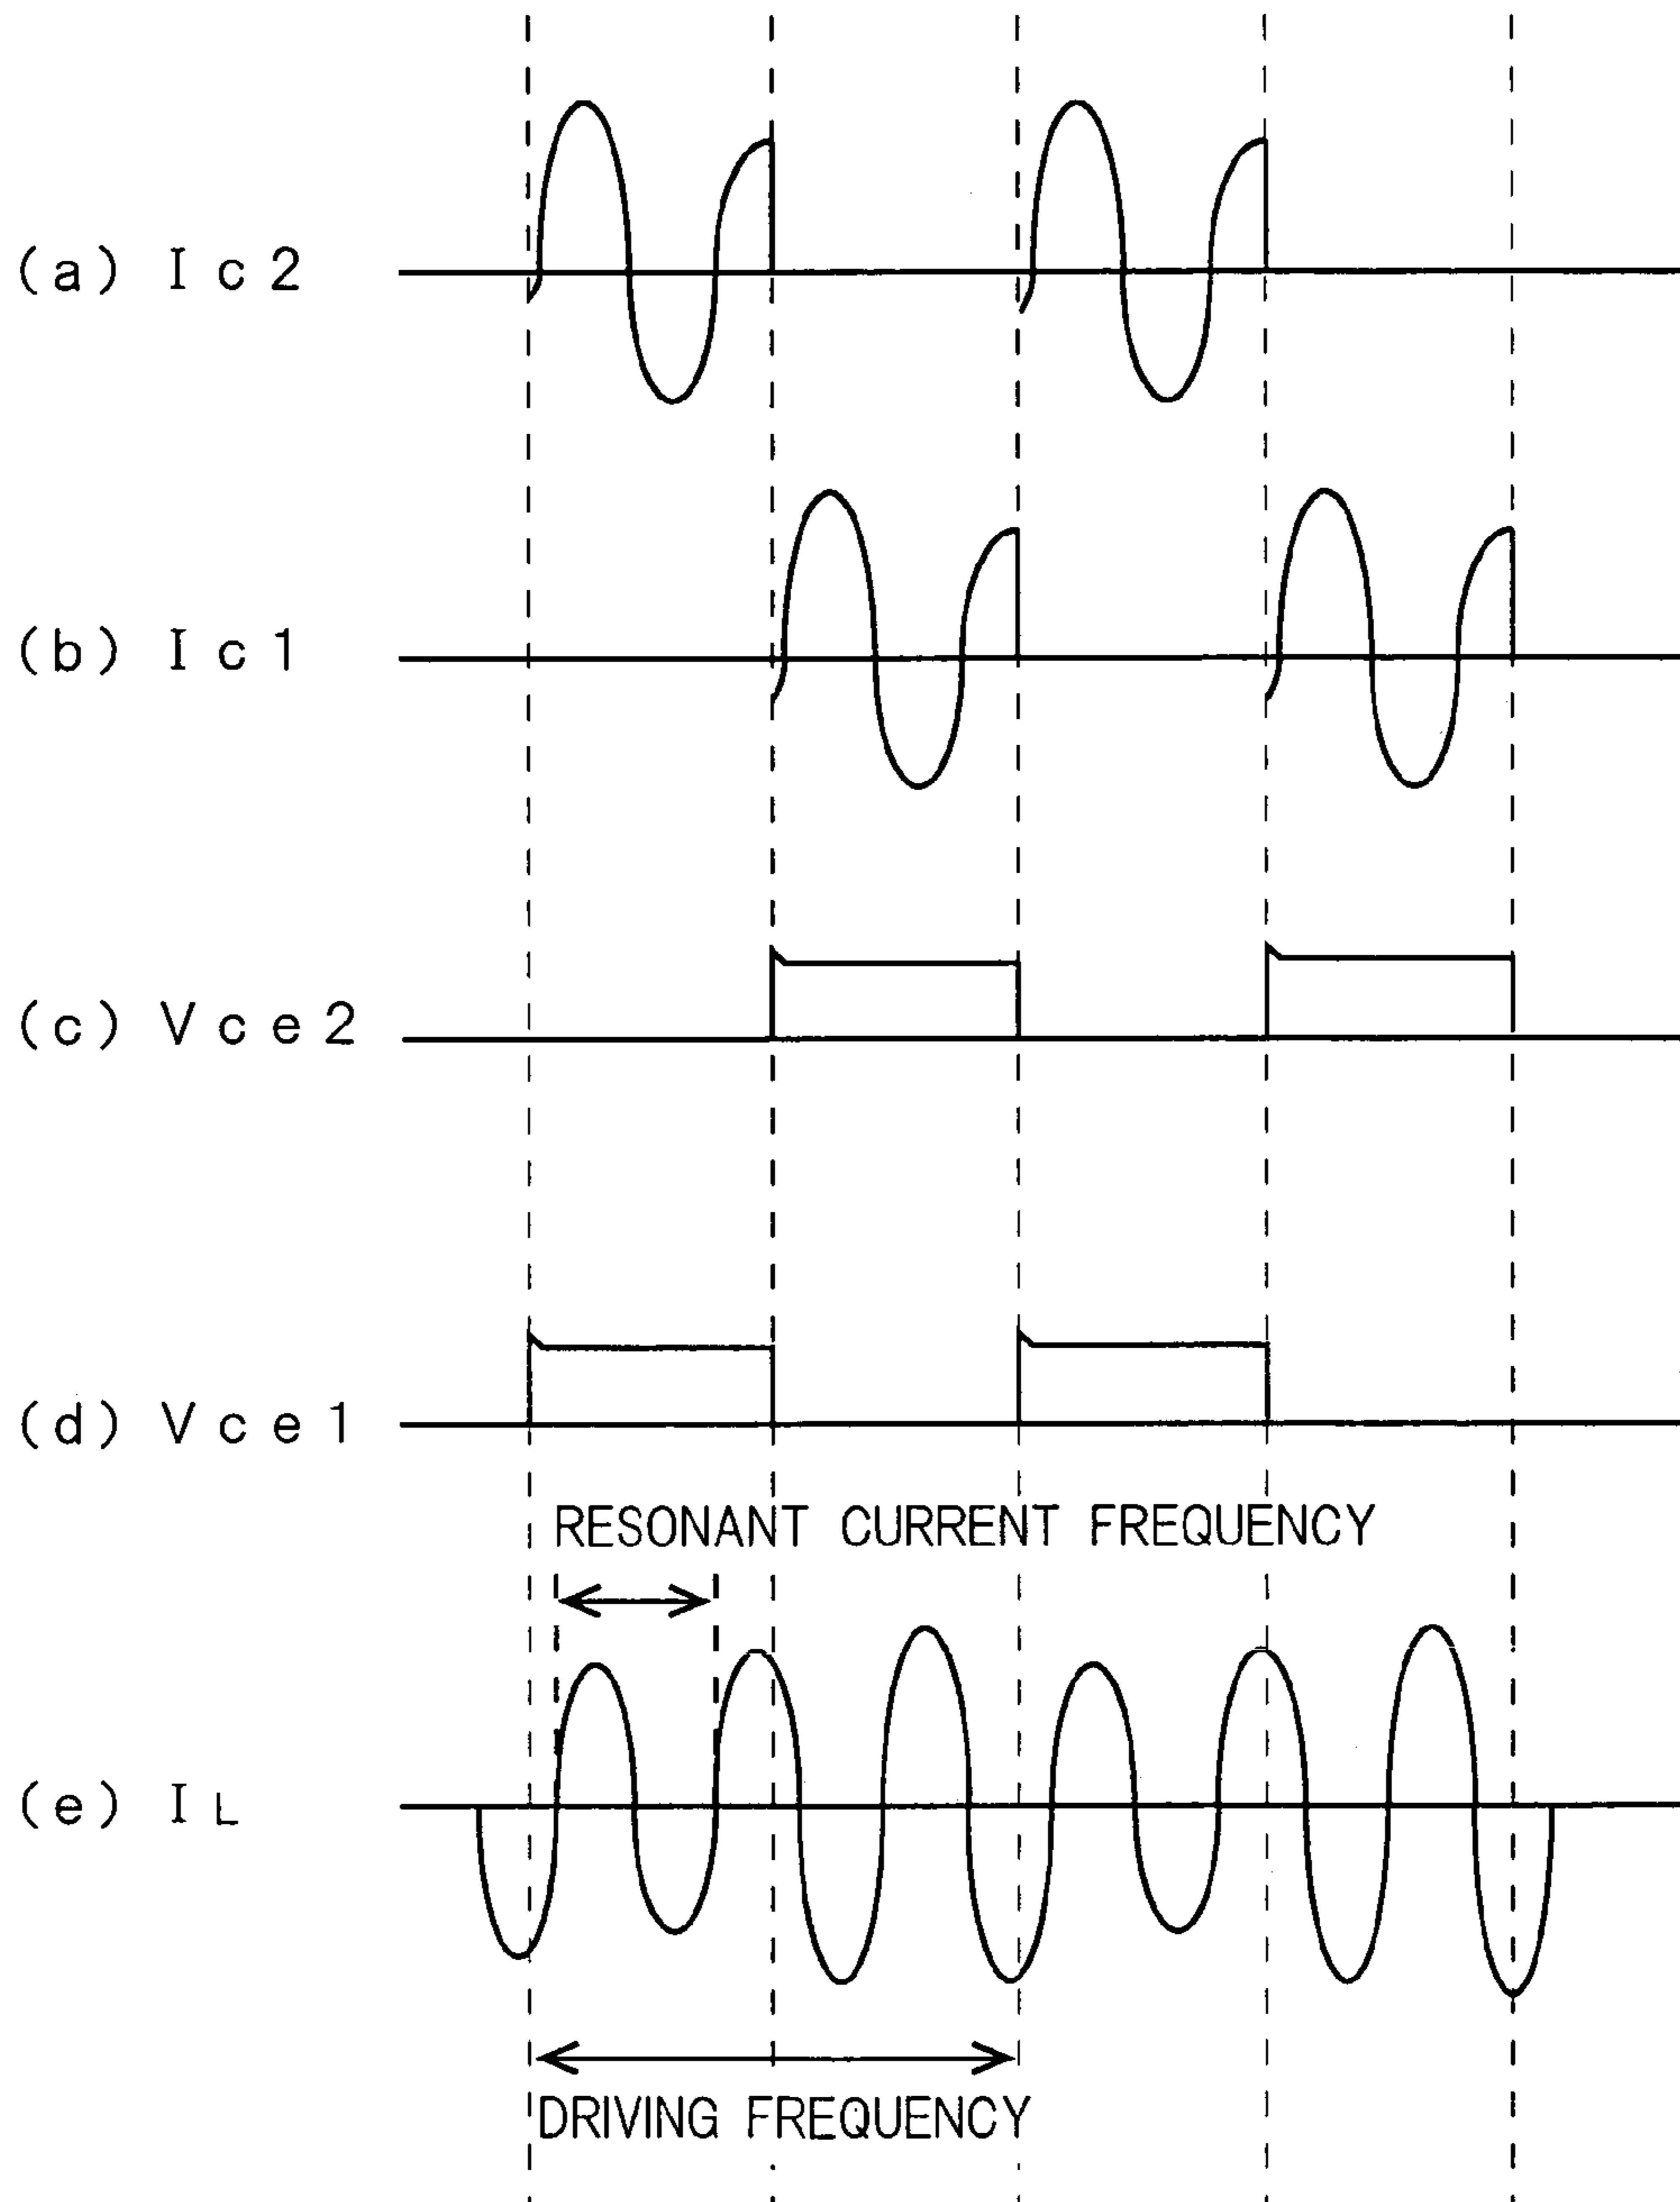 (a) Ic2
(b) Ic1
(c) Vce2
(d) Vce1
RESONANT CURRENT FREQUENCY
(e) IL
DRIVING FREQUENCY